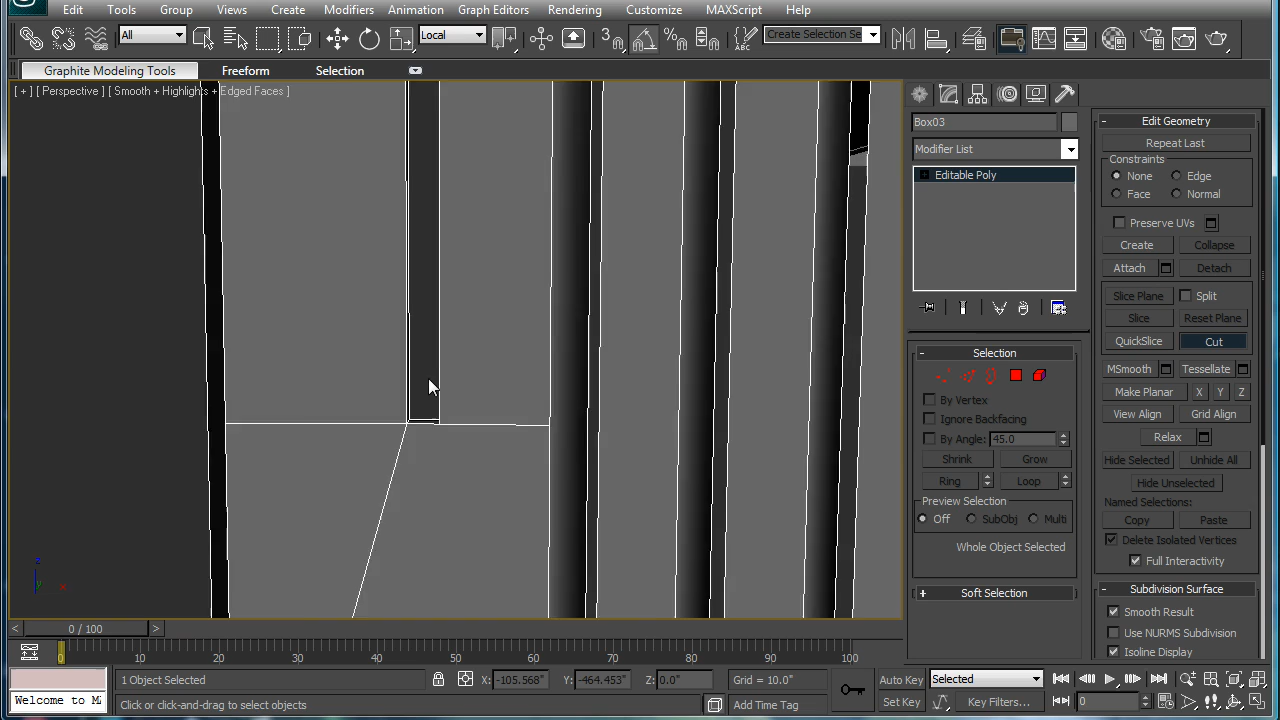 Edit Tools Group Views Create Modifiers Animation Graph Editors Rendering Customize MAXScript Help
All Local 3 Create Selection Se
Graphite Modeling Tools Freeform Selection
[ + ] [ Perspective ] [ Smooth + Highlights + Edged Faces ]
Box03
Modifier List
Editable Poly
Selection
By Vertex
Ignore Backfacing
By Angle: 45.0
Shrink Grow
Ring Loop
Preview Selection
Off SubObj Multi
Whole Object Selected
Soft Selection
Edit Geometry
Repeat Last
Constraints
None Edge
Face Normal
Preserve UVs
Create Collapse
Attach Detach
Slice Plane Split
Slice Reset Plane
QuickSlice Cut
MSmooth Tessellate
Make Planar X Y Z
View Align Grid Align
Relax
Hide Selected Unhide All
Hide Unselected
Named Selections:
Copy Paste
Delete Isolated Vertices
Full Interactivity
Subdivision Surface
Smooth Result
Use NURMS Subdivision
Isoline Display
z
x
< 0 / 100 >
0 10 20 30 40 50 60 70 80 90 100
1 Object Selected X: -105.568" Y: -464.453" Z: 0.0" Grid = 10.0" Auto Key Selected
Welcome to M
Click or click-and-drag to select objects Add Time Tag Set Key Key Filters... 0